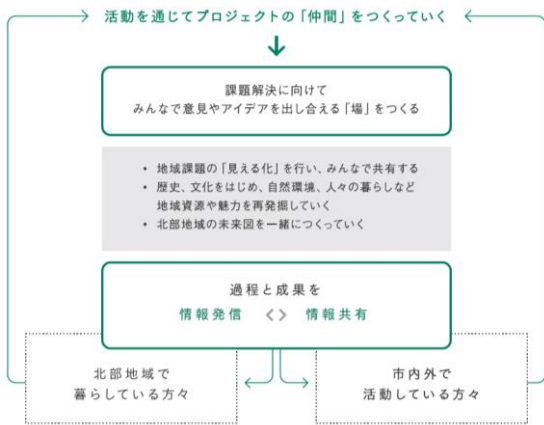 活動を通じてプロジェクトの「仲間」をつくっていく
課題解決に向けて
みんなで意見やアイデアを出し合える「場」をつくる
• 地域課題の「見える化」を行い、みんなで共有する
• 歴史、文化をはじめ、自然環境、人々の暮らしなど
地域資源や魅力を再発掘していく
• 北部地域の未来図を一緒につくっていく
過程と成果を
情報発信 <> 情報共有
北部地域で
暮らしている方々
市内外で
活動している方々